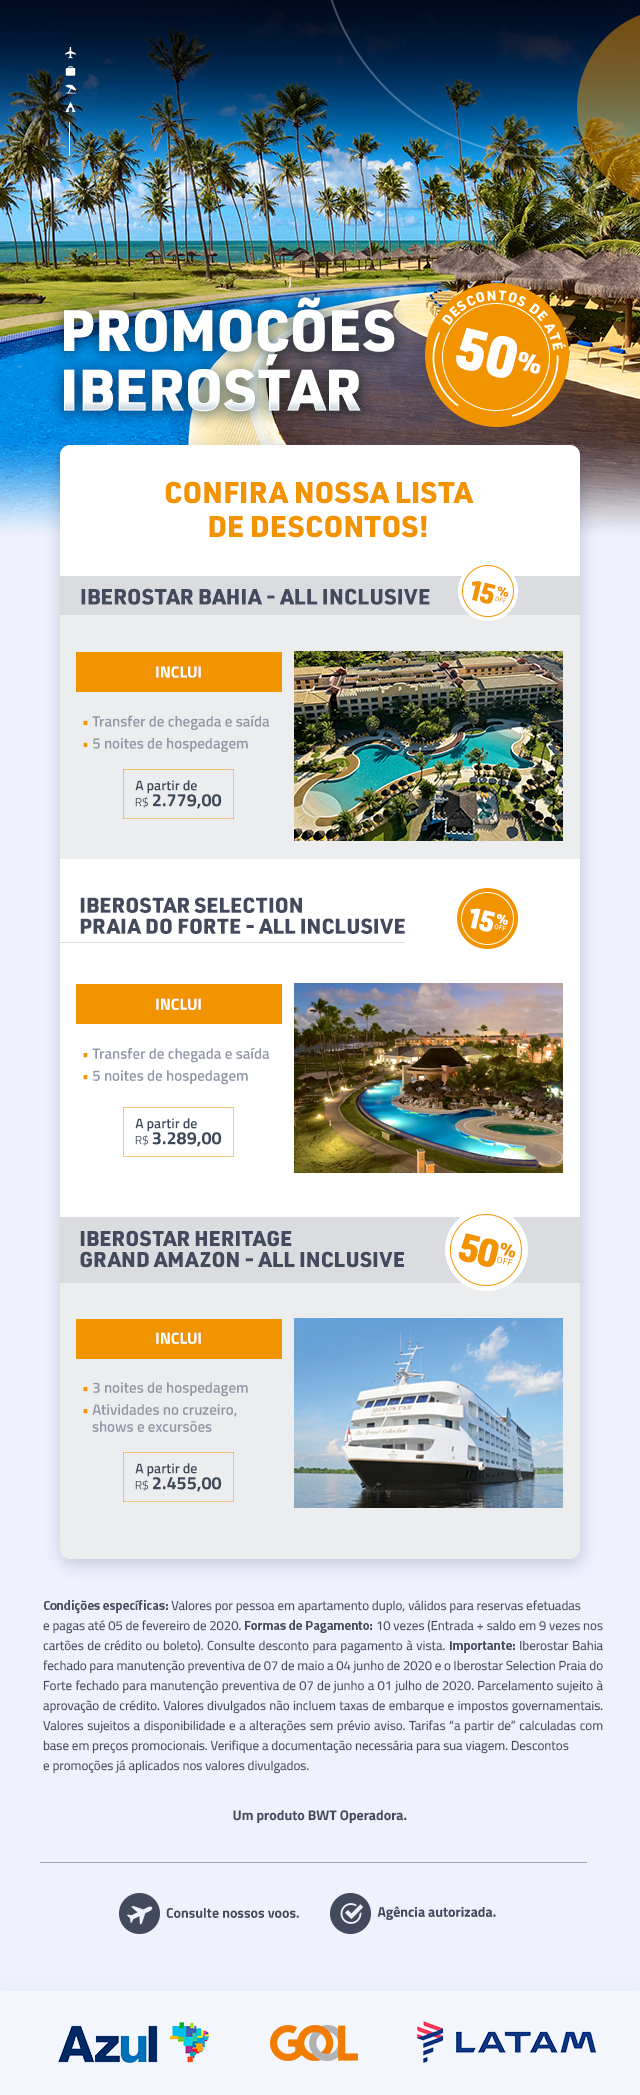 PROMOÇÕES
IBEROSTAR
DESCONTOS DE ATÉ
50%
CONFIRA NOSSA LISTA
DE DESCONTOS!
IBEROSTAR BAHIA - ALL INCLUSIVE
15% OFF
INCLUI
Transfer de chegada e saída
5 noites de hospedagem
A partir de
R$ 2.779,00
IBEROSTAR SELECTION
PRAIA DO FORTE - ALL INCLUSIVE
15% OFF
INCLUI
Transfer de chegada e saída
5 noites de hospedagem
A partir de
R$ 3.289,00
IBEROSTAR HERITAGE
GRAND AMAZON - ALL INCLUSIVE
50% OFF
INCLUI
3 noites de hospedagem
Atividades no cruzeiro,
shows e excursões
A partir de
R$ 2.455,00
IBEROSTAR
Condições específicas: Valores por pessoa em apartamento duplo, válidos para reservas efetuadas
e pagas até 05 de fevereiro de 2020. Formas de Pagamento: 10 vezes (Entrada + saldo em 9 vezes nos
cartões de crédito ou boleto). Consulte desconto para pagamento à vista. Importante: Iberostar Bahia
fechado para manutenção preventiva de 07 de maio a 04 junho de 2020 e o Iberostar Selection Praia do
Forte fechado para manutenção preventiva de 07 de junho a 01 julho de 2020. Parcelamento sujeito à
aprovação de crédito. Valores divulgados não incluem taxas de embarque e impostos governamentais.
Valores sujeitos a disponibilidade e a alterações sem prévio aviso. Tarifas “a partir de” calculadas com
base em preços promocionais. Verifique a documentação necessária para sua viagem. Descontos
e promoções já aplicados nos valores divulgados.
Um produto BWT Operadora.
Consulte nossos voos.
Agência autorizada.
Azul
GOL
LATAM